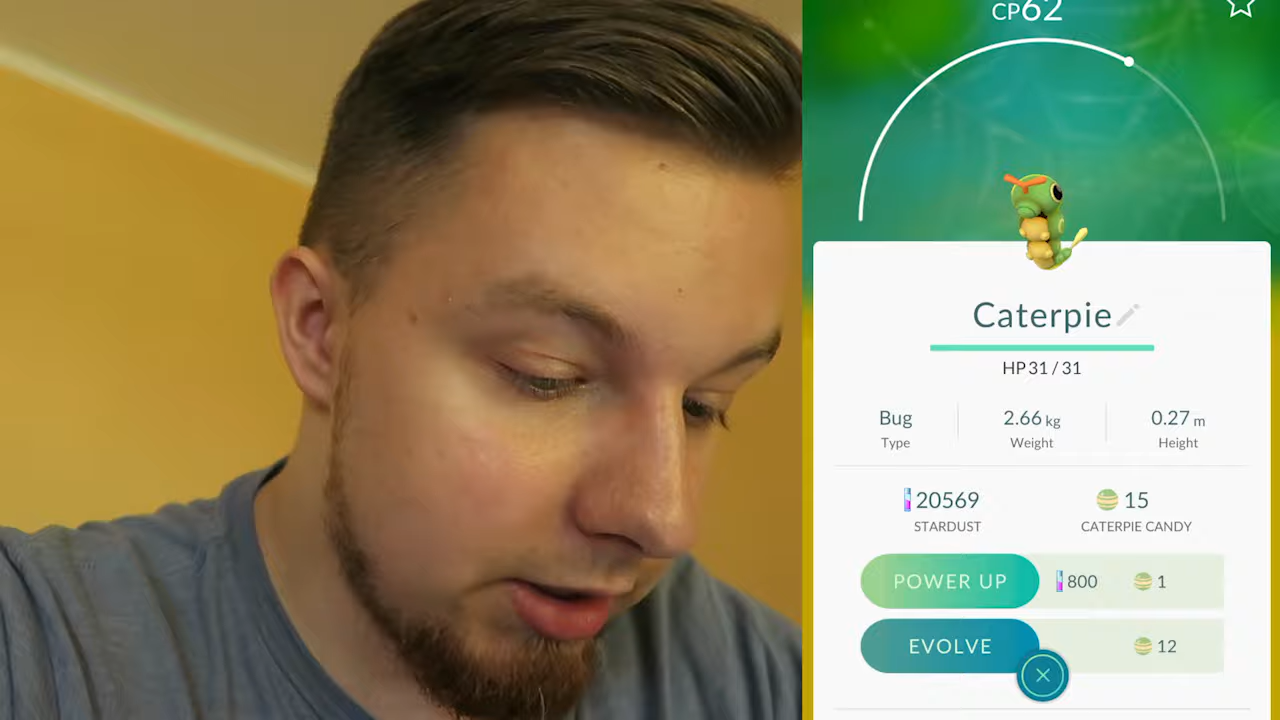 CP62
Caterpie
HP 31 / 31
Bug
Type
2.66 kg
Weight
0.27 m
Height
20569
STARDUST
15
CATERPIE CANDY
POWER UP 800 1
EVOLVE 12